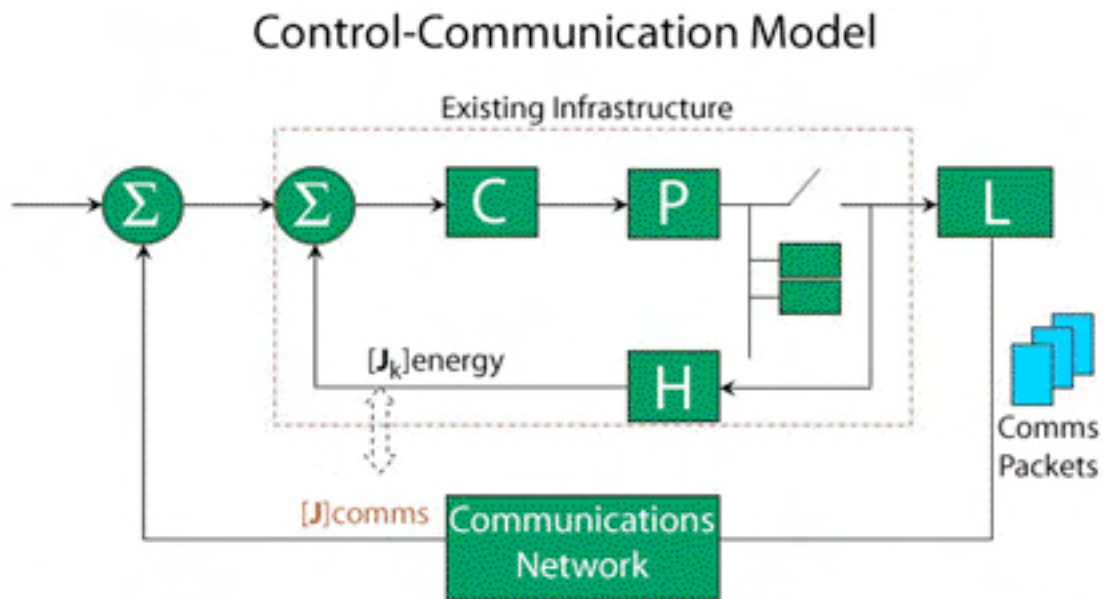 Control-Communication Model
Existing Infrastructure
Σ
Σ
C
P
L
[Jk]energy
H
Comms
Packets
[J]comms
Communications
Network